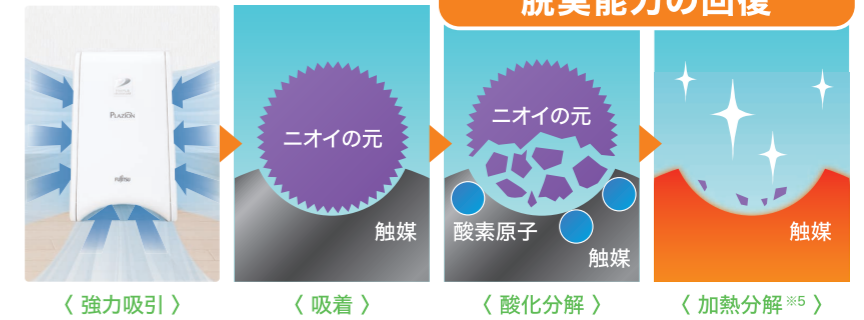 脱臭能力の回復
PLAZION
FUJITSU
ニオイの元
触媒
ニオイの元
酸素原子
触媒
触媒
〈 強力吸引 〉
〈 吸着 〉
〈 酸化分解 〉
〈 加熱分解 ※5 〉